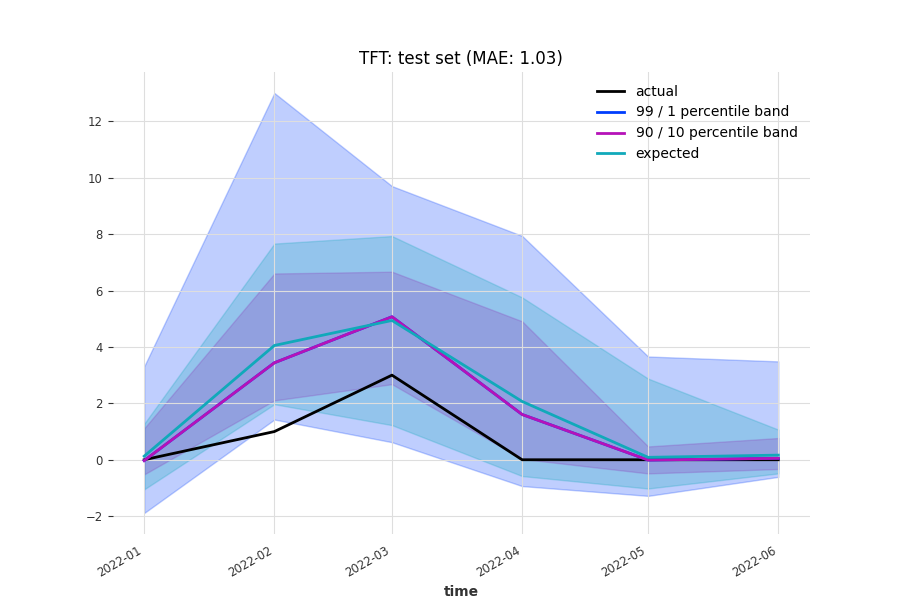 TFT: test set (MAE: 1.03)
actual
99 / 1 percentile band
90 / 10 percentile band
expected
12
10
8
6
4
2
0
−2
2022-01
2022-02
2022-03
2022-04
2022-05
2022-06
time